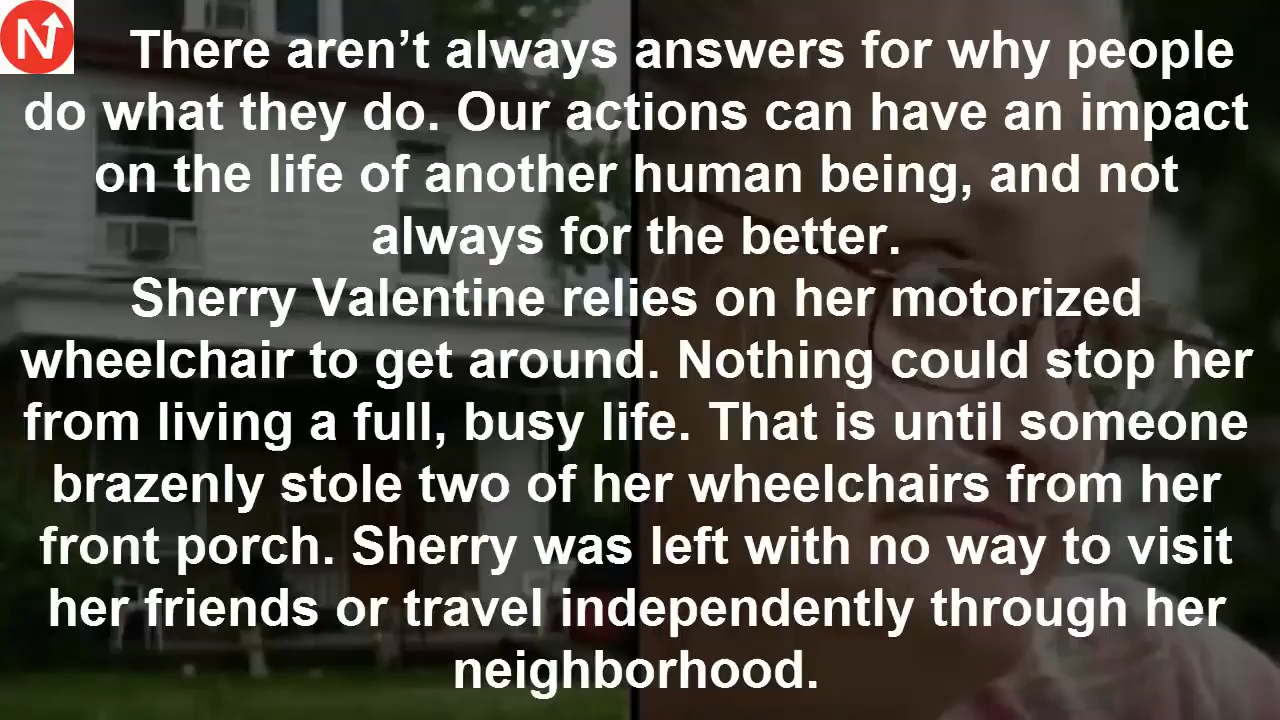 N
There aren’t always answers for why people
do what they do. Our actions can have an impact
on the life of another human being, and not
always for the better.
Sherry Valentine relies on her motorized
wheelchair to get around. Nothing could stop her
from living a full, busy life. That is until someone
brazenly stole two of her wheelchairs from her
front porch. Sherry was left with no way to visit
her friends or travel independently through her
neighborhood.